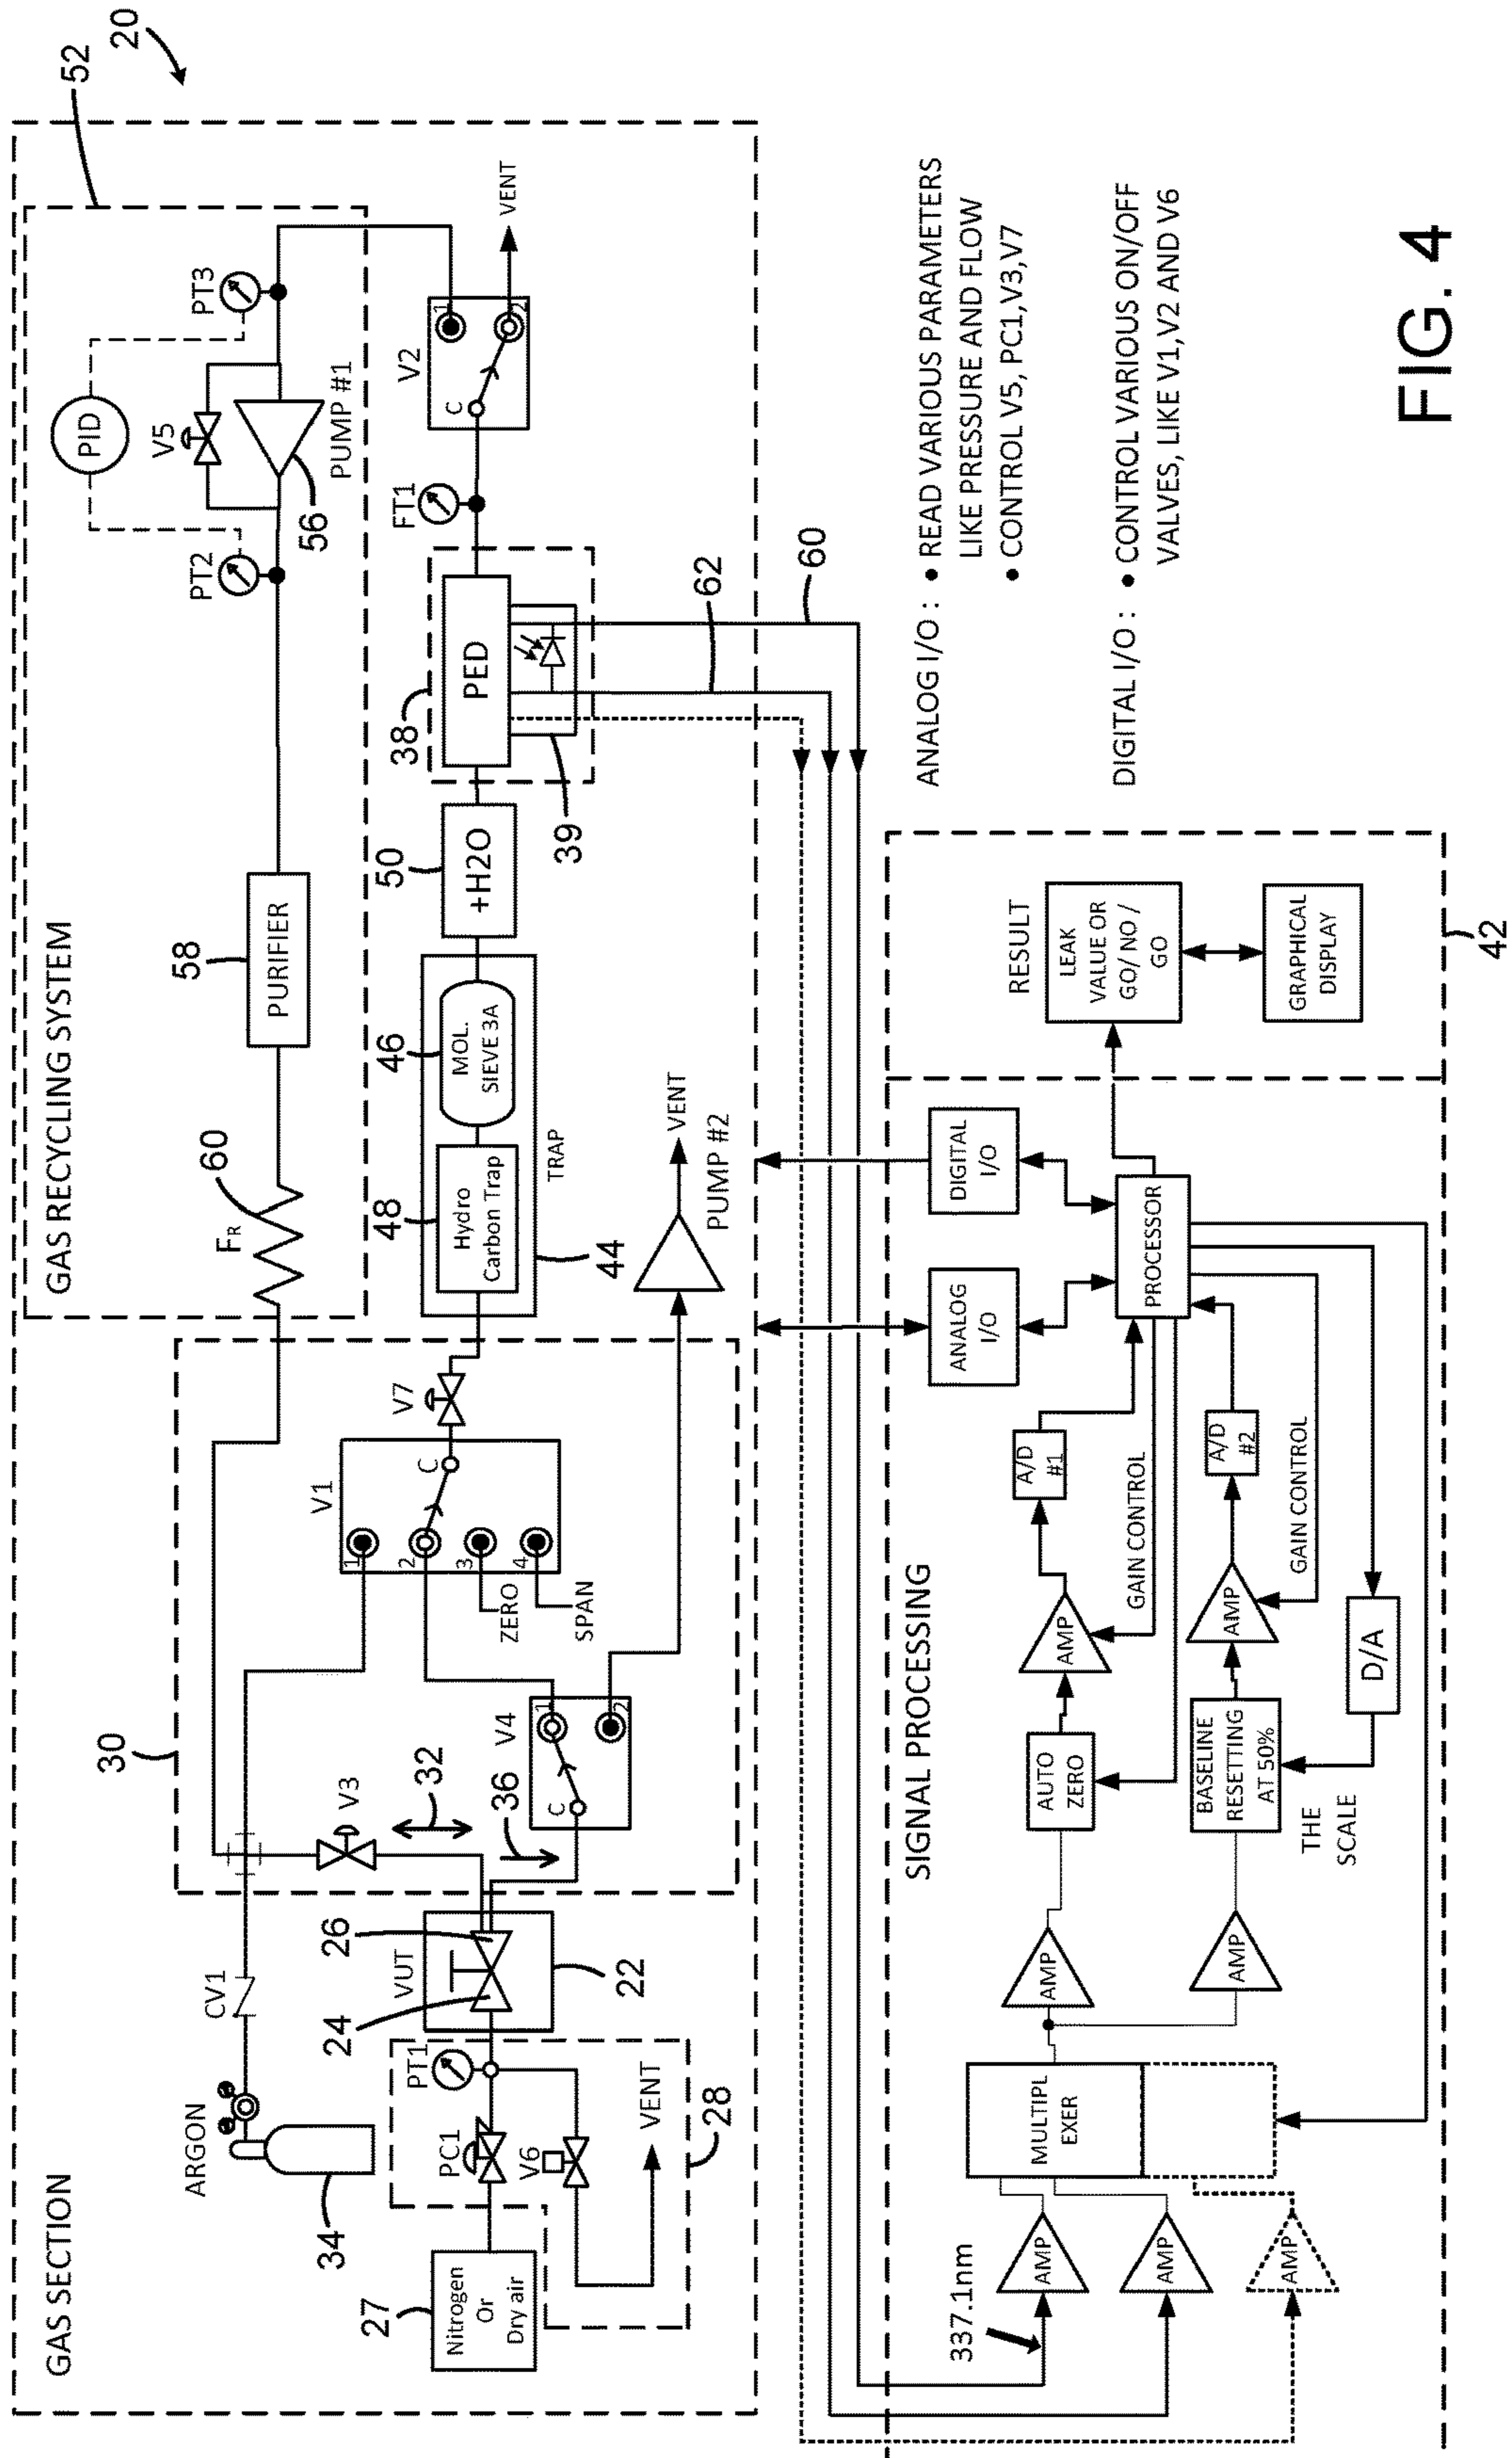 20
52
GAS SECTION
GAS RECYCLING SYSTEM
ARGON
34
CV1
30
FR
60
58
PURIFIER
PT2
PID
V5
56
PUMP #1
PT3
27
Nitrogen
Or
Dry air
PC1
PT1
V6
VENT
28
VUT
24
26
22
V3
32
36
V4
C
1
2
V1
1
2
3
4
C
ZERO
SPAN
V7
48
Hydro
Carbon Trap
46
MOL.
SIEVE 3A
TRAP
44
50
+H2O
38
PED
39
FT1
V2
C
1
2
VENT
PUMP #2
VENT
62
60
SIGNAL PROCESSING
337.1nm
AMP
AMP
AMP
MULTIPL
EXER
AMP
AMP
AUTO
ZERO
BASELINE
RESETTING
AT 50%
THE
SCALE
AMP
AMP
GAIN CONTROL
GAIN CONTROL
A/D
#1
A/D
#2
D/A
ANALOG
I/O
DIGITAL
I/O
PROCESSOR
RESULT
LEAK
VALUE OR
GO/ NO /
GO
GRAPHICAL
DISPLAY
42
ANALOG I/O : • READ VARIOUS PARAMETERS
LIKE PRESSURE AND FLOW
• CONTROL V5, PC1,V3,V7
DIGITAL I/O : • CONTROL VARIOUS ON/OFF
VALVES, LIKE V1,V2 AND V6
FIG. 4